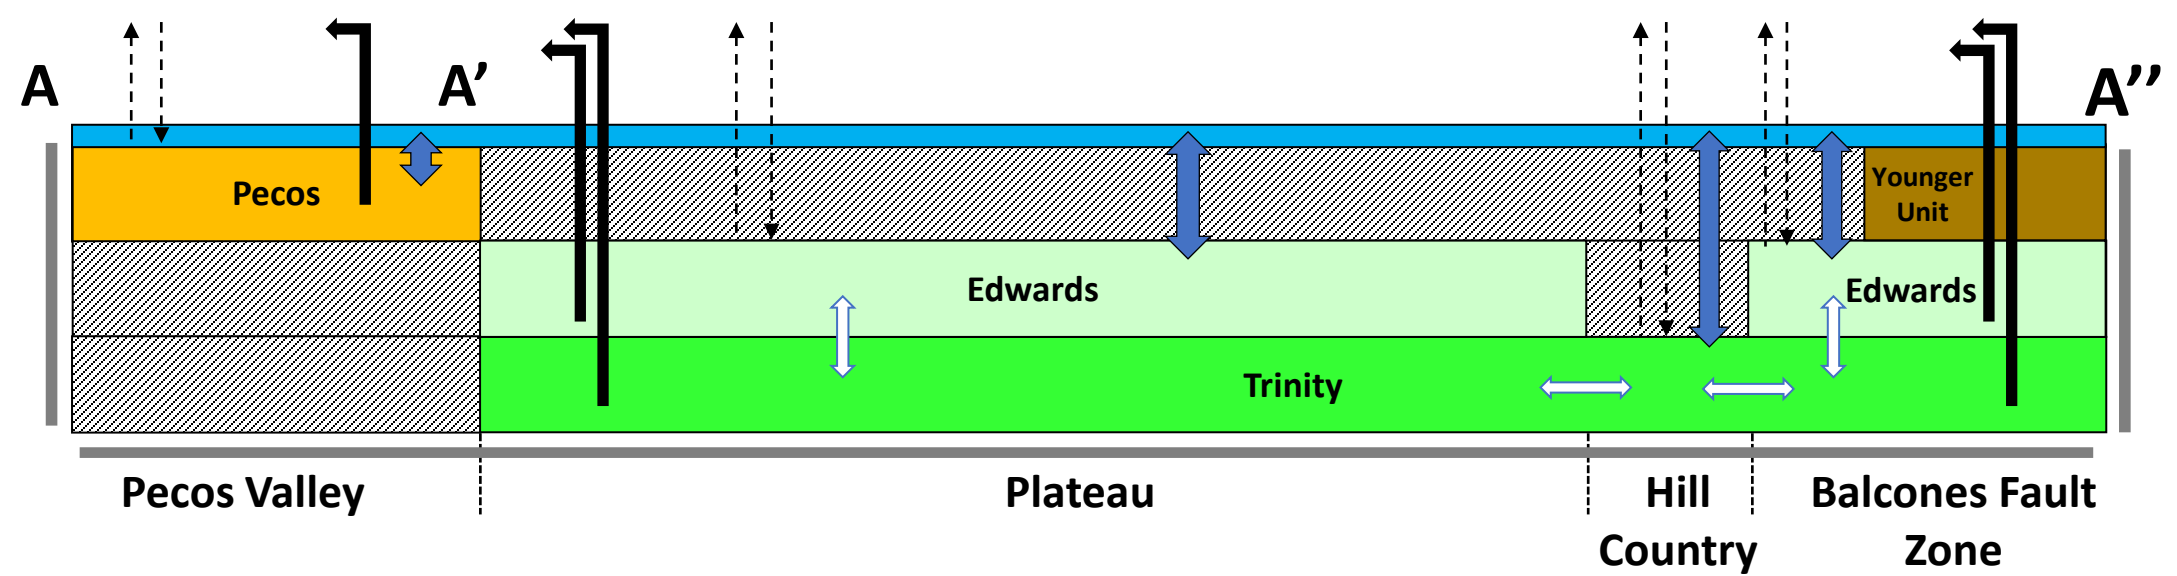 A
A’
A’’
Pecos
Younger
Unit
Edwards
Edwards
Trinity
Pecos Valley
Plateau
Hill
Country
Balcones Fault
Zone